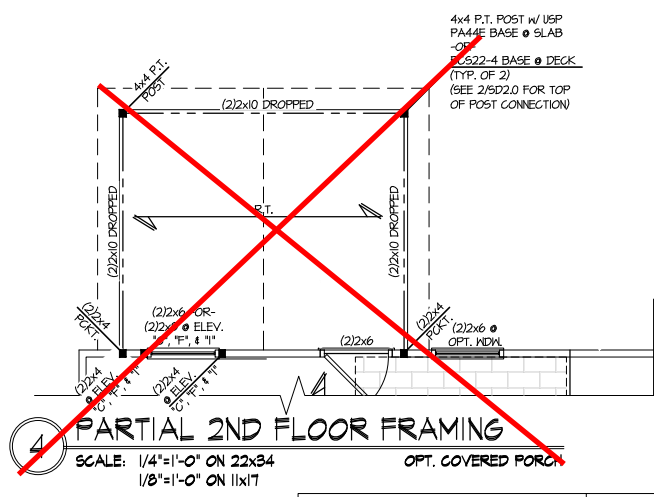 4x4 P.T. POST w/ USP
PA44E BASE @ SLAB
-OR-
BCS22-4 BASE @ DECK
(TYP. OF 2)
(SEE 2/SD2.0 FOR TOP
OF POST CONNECTION)
4x4 P.T.
POST
(2)2x10 DROPPED
(2)2x10 DROPPED
(2)2x10 DROPPED
P.T.
(2)2x4
PCKT.
(2)2x6 -OR-
(2)2x @ ELEV.
"F", & "I"
(2)2x6
(2)2x4
PCKT.
(2)2x6 @
OPT. WDW.
(2)2x4
@ ELEV.
"C", "F", & "I"
(2)2x4
@ ELEV.
"C", "F", & "I"
4
PARTIAL 2ND FLOOR FRAMING
SCALE: 1/4"=1'-0" ON 22x34
1/8"=1'-0" ON 11x17
OPT. COVERED PORCH